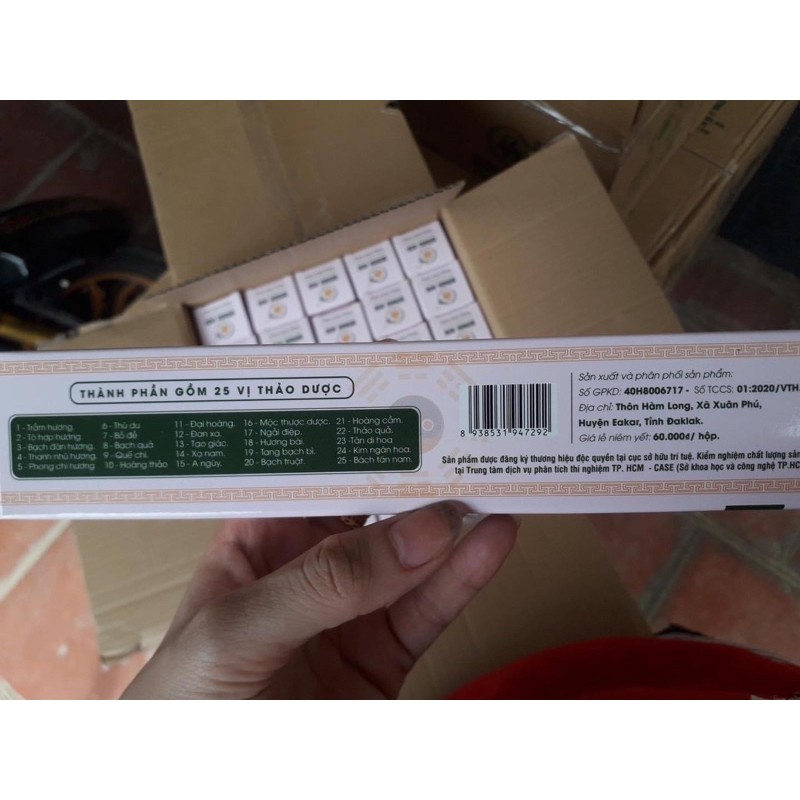 THÀNH PHẦN GỒM 25 VỊ THẢO DƯỢC
1 - Trầm hương.
2 - Tô hợp hương.
3 - Bạch đàn hương.
4 - Thanh nhũ hương.
5 - Phong chi hương.
6 - Thù du
7 - Bồ đề
8 - Bạch quả
9 - Quế chi.
10 - Hoàng thảo
11 - Đại hoàng.
12 - Đan xa.
13 - Tạo giác.
14 - Xạ nam.
15 - A ngùy.
16 - Mộc thược dược.
17 - Ngải điệp.
18 - Hương bài.
19 - Tang bạch bì.
20 - Bạch truật.
21 - Hoàng cầm.
22 - Thảo quả.
23 - Tản di hoa.
24 - Kim ngân hoa.
25 - Bách tán nam.
8 938531 947292
Sản xuất và phân phối sản phẩm:
Số GPKD: 40H8006717 - Số TCCS: 01:2020/VTH
Địa chỉ: Thôn Hàm Long, Xã Xuân Phú,
Huyện Eakar, Tỉnh Đaklak.
Giá lẻ niêm yết: 60.000đ/ hộp.
Sản phẩm được đăng ký thương hiệu độc quyền tại cục sở hữu trí tuệ. Kiểm nghiệm chất lượng sản
tại Trung tâm dịch vụ phân tích thí nghiệm TP. HCM - CASE (Sở khoa học và công nghệ TP.HC